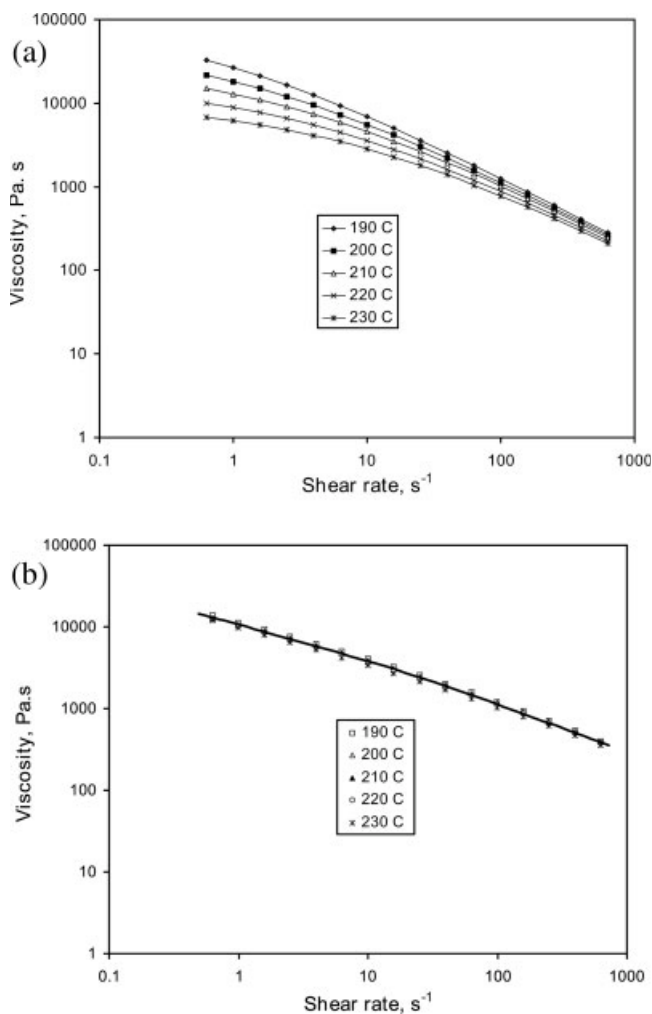 (a)
100000
10000
1000
100
10
1
Viscosity, Pa. s
190 C
200 C
210 C
220 C
230 C
0.1 1 10 100 1000
Shear rate, s⁻¹
(b)
100000
10000
1000
100
10
1
Viscosity, Pa.s
190 C
200 C
210 C
220 C
230 C
0.1 1 10 100 1000
Shear rate, s⁻¹